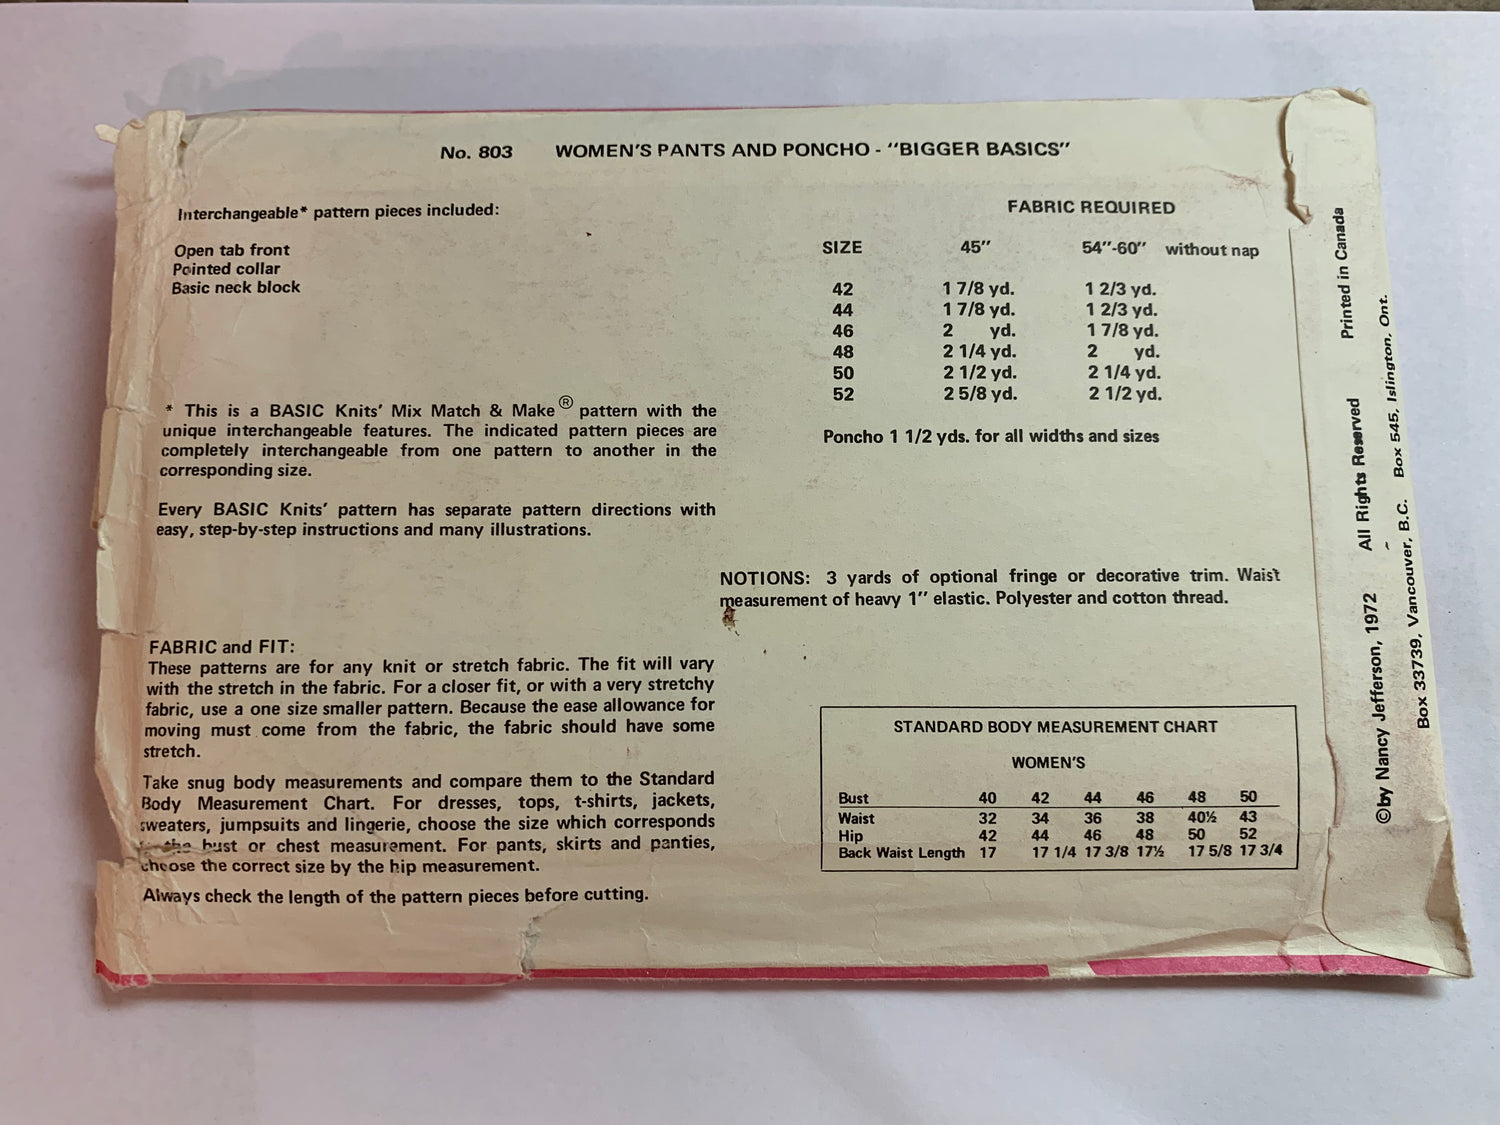 No. 803 WOMEN'S PANTS AND PONCHO - "BIGGER BASICS"
Interchangeable* pattern pieces included:
Open tab front
Pointed collar
Basic neck block
* This is a BASIC Knits' Mix Match & Make® pattern with the
unique interchangeable features. The indicated pattern pieces are
completely interchangeable from one pattern to another in the
corresponding size.
Every BASIC Knits' pattern has separate pattern directions with
easy, step-by-step instructions and many illustrations.
FABRIC and FIT:
These patterns are for any knit or stretch fabric. The fit will vary
with the stretch in the fabric. For a closer fit, or with a very stretchy
fabric, use a one size smaller pattern. Because the ease allowance for
moving must come from the fabric, the fabric should have some
stretch.
Take snug body measurements and compare them to the Standard
Body Measurement Chart. For dresses, tops, t-shirts, jackets,
sweaters, jumpsuits and lingerie, choose the size which corresponds
the bust or chest measurement. For pants, skirts and panties,
choose the correct size by the hip measurement.
Always check the length of the pattern pieces before cutting.
FABRIC REQUIRED
SIZE 45" 54"-60" without nap
42 1 7/8 yd. 1 2/3 yd.
44 1 7/8 yd. 1 2/3 yd.
46 2 yd. 1 7/8 yd.
48 2 1/4 yd. 2 yd.
50 2 1/2 yd. 2 1/4 yd.
52 2 5/8 yd. 2 1/2 yd.
Poncho 1 1/2 yds. for all widths and sizes
NOTIONS: 3 yards of optional fringe or decorative trim. Waist
measurement of heavy 1" elastic. Polyester and cotton thread.
STANDARD BODY MEASUREMENT CHART
WOMEN'S
Bust 40 42 44 46 48 50
Waist 32 34 36 38 40½ 43
Hip 42 44 46 48 50 52
Back Waist Length 17 17 1/4 17 3/8 17½ 17 5/8 17 3/4
©by Nancy Jefferson, 1972 All Rights Reserved Printed in Canada
Box 33739, Vancouver, B.C. Box 545, Islington, Ont.